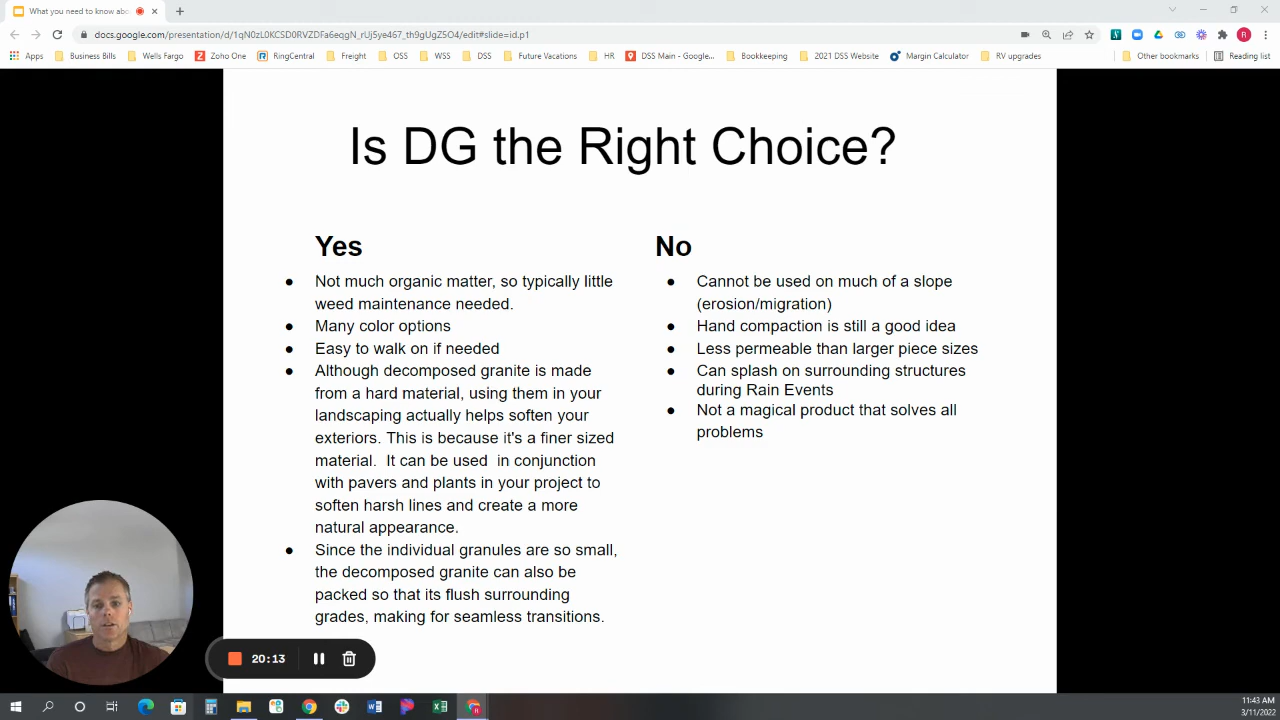 What you need to know abo
docs.google.com/presentation/d/1qN0zL0KCSD0RVZDFa6eqgN_rUj5ye467_th9gUgZ5O4/edit#slide=id.p1
Apps Business Bills Wells Fargo Zoho One RingCentral Freight OSS WSS DSS Future Vacations HR DSS Main - Google... Bookkeeping 2021 DSS Website Margin Calculator RV upgrades Other bookmarks Reading list
Is DG the Right Choice?
Yes
● Not much organic matter, so typically little
weed maintenance needed.
● Many color options
● Easy to walk on if needed
● Although decomposed granite is made
from a hard material, using them in your
landscaping actually helps soften your
exteriors. This is because it's a finer sized
material. It can be used in conjunction
with pavers and plants in your project to
soften harsh lines and create a more
natural appearance.
● Since the individual granules are so small,
the decomposed granite can also be
packed so that its flush surrounding
grades, making for seamless transitions.
No
● Cannot be used on much of a slope
(erosion/migration)
● Hand compaction is still a good idea
● Less permeable than larger piece sizes
● Can splash on surrounding structures
during Rain Events
● Not a magical product that solves all
problems
20:13
11:43 AM
3/11/2022